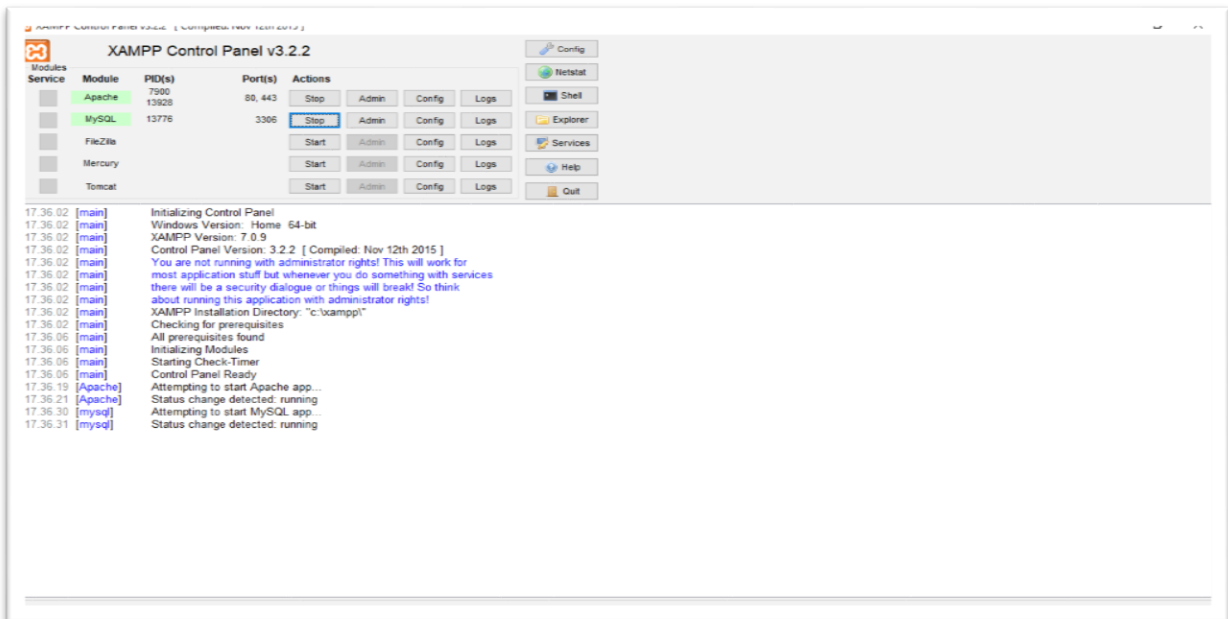 XAMPP Control Panel v3.2.2 [ Compiled: Nov 12th 2015 ]
XAMPP Control Panel v3.2.2
Config
Modules
Service Module PID(s) Port(s) Actions
Netstat
Apache 7900 13928 80, 443 Stop Admin Config Logs
Shell
MySQL 13776 3306 Stop Admin Config Logs
Explorer
FileZilla Start Admin Config Logs
Services
Mercury Start Admin Config Logs
Help
Tomcat Start Admin Config Logs
Quit
17.36.02 [main] Initializing Control Panel
17.36.02 [main] Windows Version: Home 64-bit
17.36.02 [main] XAMPP Version: 7.0.9
17.36.02 [main] Control Panel Version: 3.2.2 [ Compiled: Nov 12th 2015 ]
17.36.02 [main] You are not running with administrator rights! This will work for
17.36.02 [main] most application stuff but whenever you do something with services
17.36.02 [main] there will be a security dialogue or things will break! So think
17.36.02 [main] about running this application with administrator rights!
17.36.02 [main] XAMPP Installation Directory: "c:\xampp\"
17.36.02 [main] Checking for prerequisites
17.36.06 [main] All prerequisites found
17.36.06 [main] Initializing Modules
17.36.06 [main] Starting Check-Timer
17.36.06 [main] Control Panel Ready
17.36.19 [Apache] Attempting to start Apache app...
17.36.21 [Apache] Status change detected: running
17.36.30 [mysql] Attempting to start MySQL app...
17.36.31 [mysql] Status change detected: running